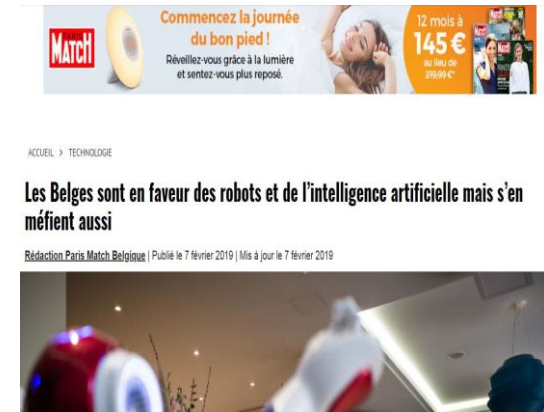 Commencez la journée
du bon pied !
Réveillez-vous grâce à la lumière
et sentez-vous plus reposé.
PARIS
MATCH
12 mois à
145 €
au lieu de
219,99 €*
ACCUEIL > TECHNOLOGIE
Les Belges sont en faveur des robots et de l'intelligence artificielle mais s'en
méfient aussi
Rédaction Paris Match Belgique | Publié le 7 février 2019 | Mis à jour le 7 février 2019